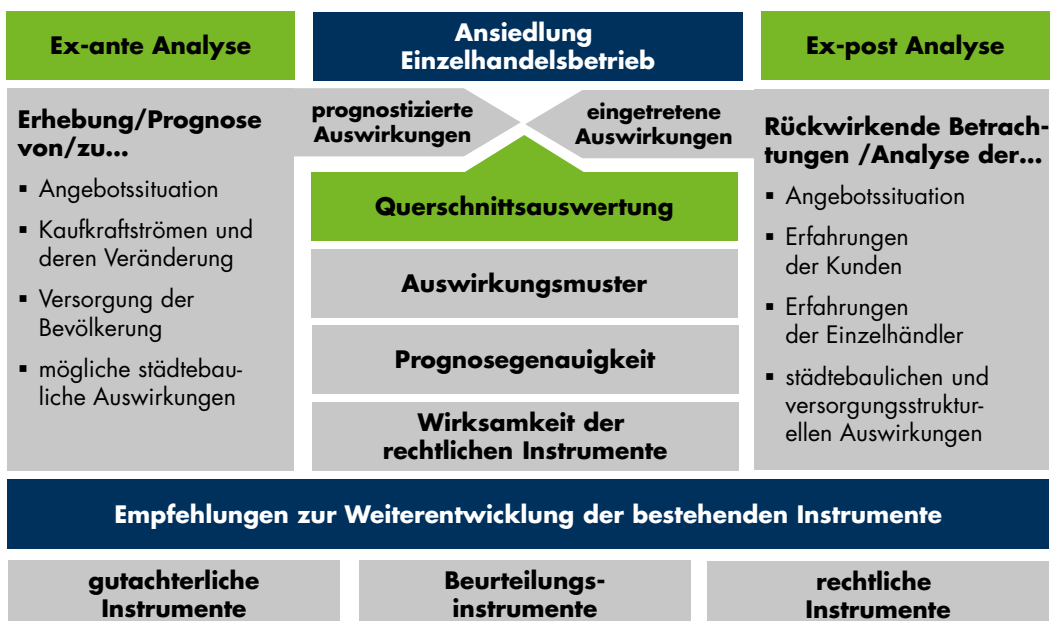 Ex-ante Analyse
Ansiedlung
Einzelhandelsbetrieb
Ex-post Analyse
Erhebung/Prognose
von/zu...
▪ Angebotssituation
▪ Kaufkraftströmen und
deren Veränderung
▪ Versorgung der
Bevölkerung
▪ mögliche städtebau-
liche Auswirkungen
prognostizierte
Auswirkungen
eingetretene
Auswirkungen
Querschnittsauswertung
Auswirkungsmuster
Prognosegenauigkeit
Wirksamkeit der
rechtlichen Instrumente
Rückwirkende Betrach-
tungen /Analyse der...
▪ Angebotssituation
▪ Erfahrungen
der Kunden
▪ Erfahrungen
der Einzelhändler
▪ städtebaulichen und
versorgungsstruktur-
ellen Auswirkungen
Empfehlungen zur Weiterentwicklung der bestehenden Instrumente
gutachterliche
Instrumente
Beurteilungs-
instrumente
rechtliche
Instrumente